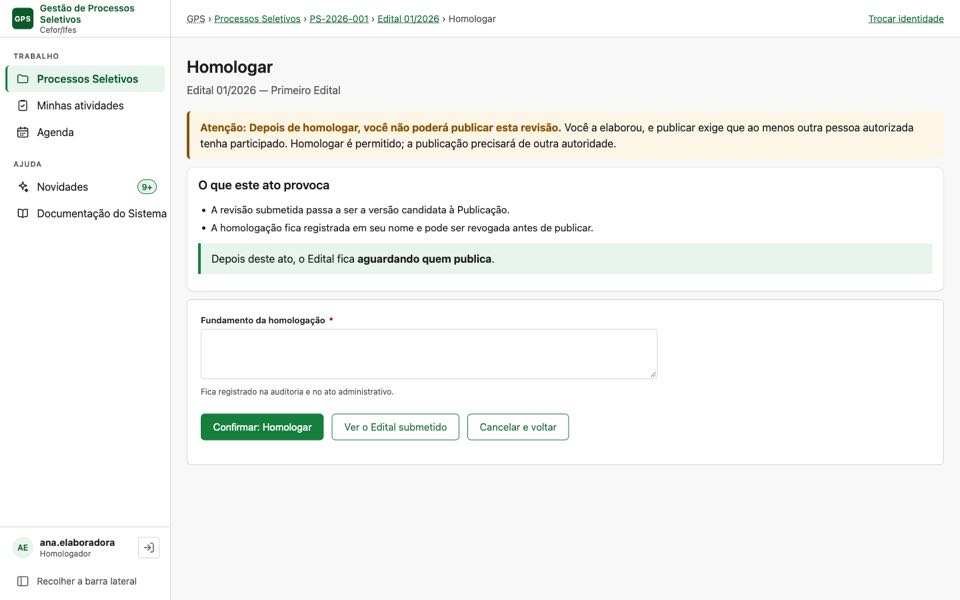 GPS
Gestão de Processos
Seletivos
Cefor/Ifes
GPS › Processos Seletivos › PS-2026-001 › Edital 01/2026 › Homologar
Trocar identidade
TRABALHO
Processos Seletivos
Minhas atividades
Agenda
AJUDA
Novidades
9+
Documentação do Sistema
Homologar
Edital 01/2026 — Primeiro Edital
Atenção: Depois de homologar, você não poderá publicar esta revisão. Você a elaborou, e publicar exige que ao menos outra pessoa autorizada
tenha participado. Homologar é permitido; a publicação precisará de outra autoridade.
O que este ato provoca
• A revisão submetida passa a ser a versão candidata à Publicação.
• A homologação fica registrada em seu nome e pode ser revogada antes de publicar.
Depois deste ato, o Edital fica aguardando quem publica.
Fundamento da homologação *
Fica registrado na auditoria e no ato administrativo.
Confirmar: Homologar
Ver o Edital submetido
Cancelar e voltar
AE
ana.elaboradora
Homologador
Recolher a barra lateral